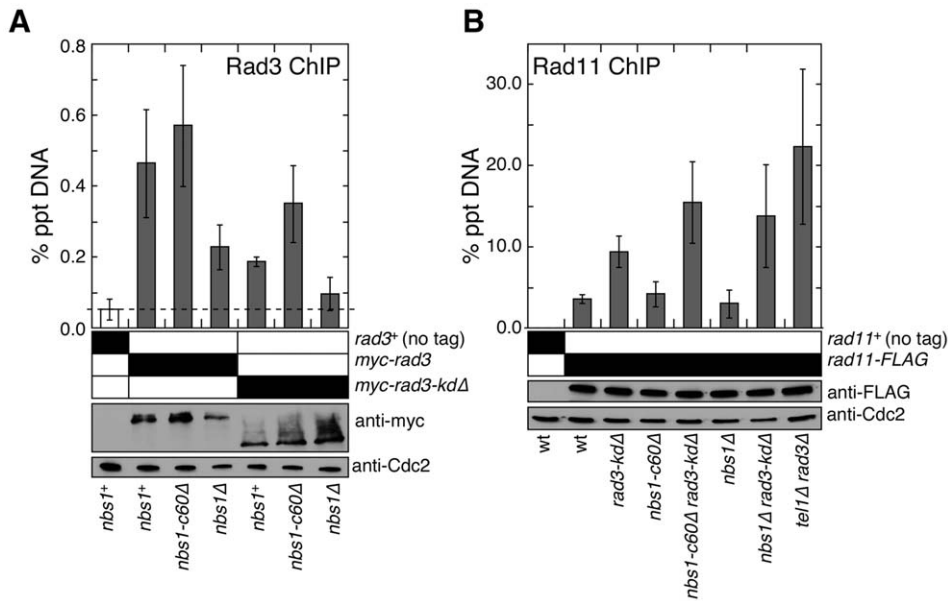 A
Rad3 ChIP
% ppt DNA
0.8
0.6
0.4
0.2
0.0
rad3+ (no tag)
myc-rad3
myc-rad3-kdΔ
anti-myc
anti-Cdc2
nbs1+
nbs1+
nbs1-c60Δ
nbs1Δ
nbs1+
nbs1-c60Δ
nbs1Δ
B
Rad11 ChIP
% ppt DNA
30.0
20.0
10.0
0.0
rad11+ (no tag)
rad11-FLAG
anti-FLAG
anti-Cdc2
wt
wt
rad3-kdΔ
nbs1-c60Δ
nbs1-c60Δ rad3-kdΔ
nbs1Δ
nbs1Δ rad3-kdΔ
tel1Δ rad3Δ